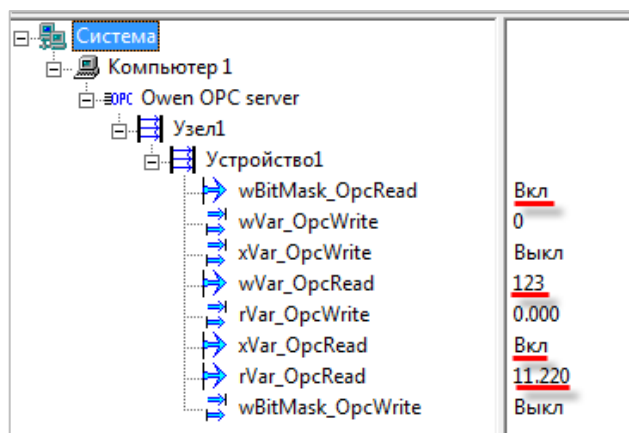 Система
Компьютер 1
OPC Owen OPC server
Узел1
Устройство1
wBitMask_OpcRead Вкл
wVar_OpcWrite 0
xVar_OpcWrite Выкл
wVar_OpcRead 123
rVar_OpcWrite 0.000
xVar_OpcRead Вкл
rVar_OpcRead 11.220
wBitMask_OpcWrite Выкл